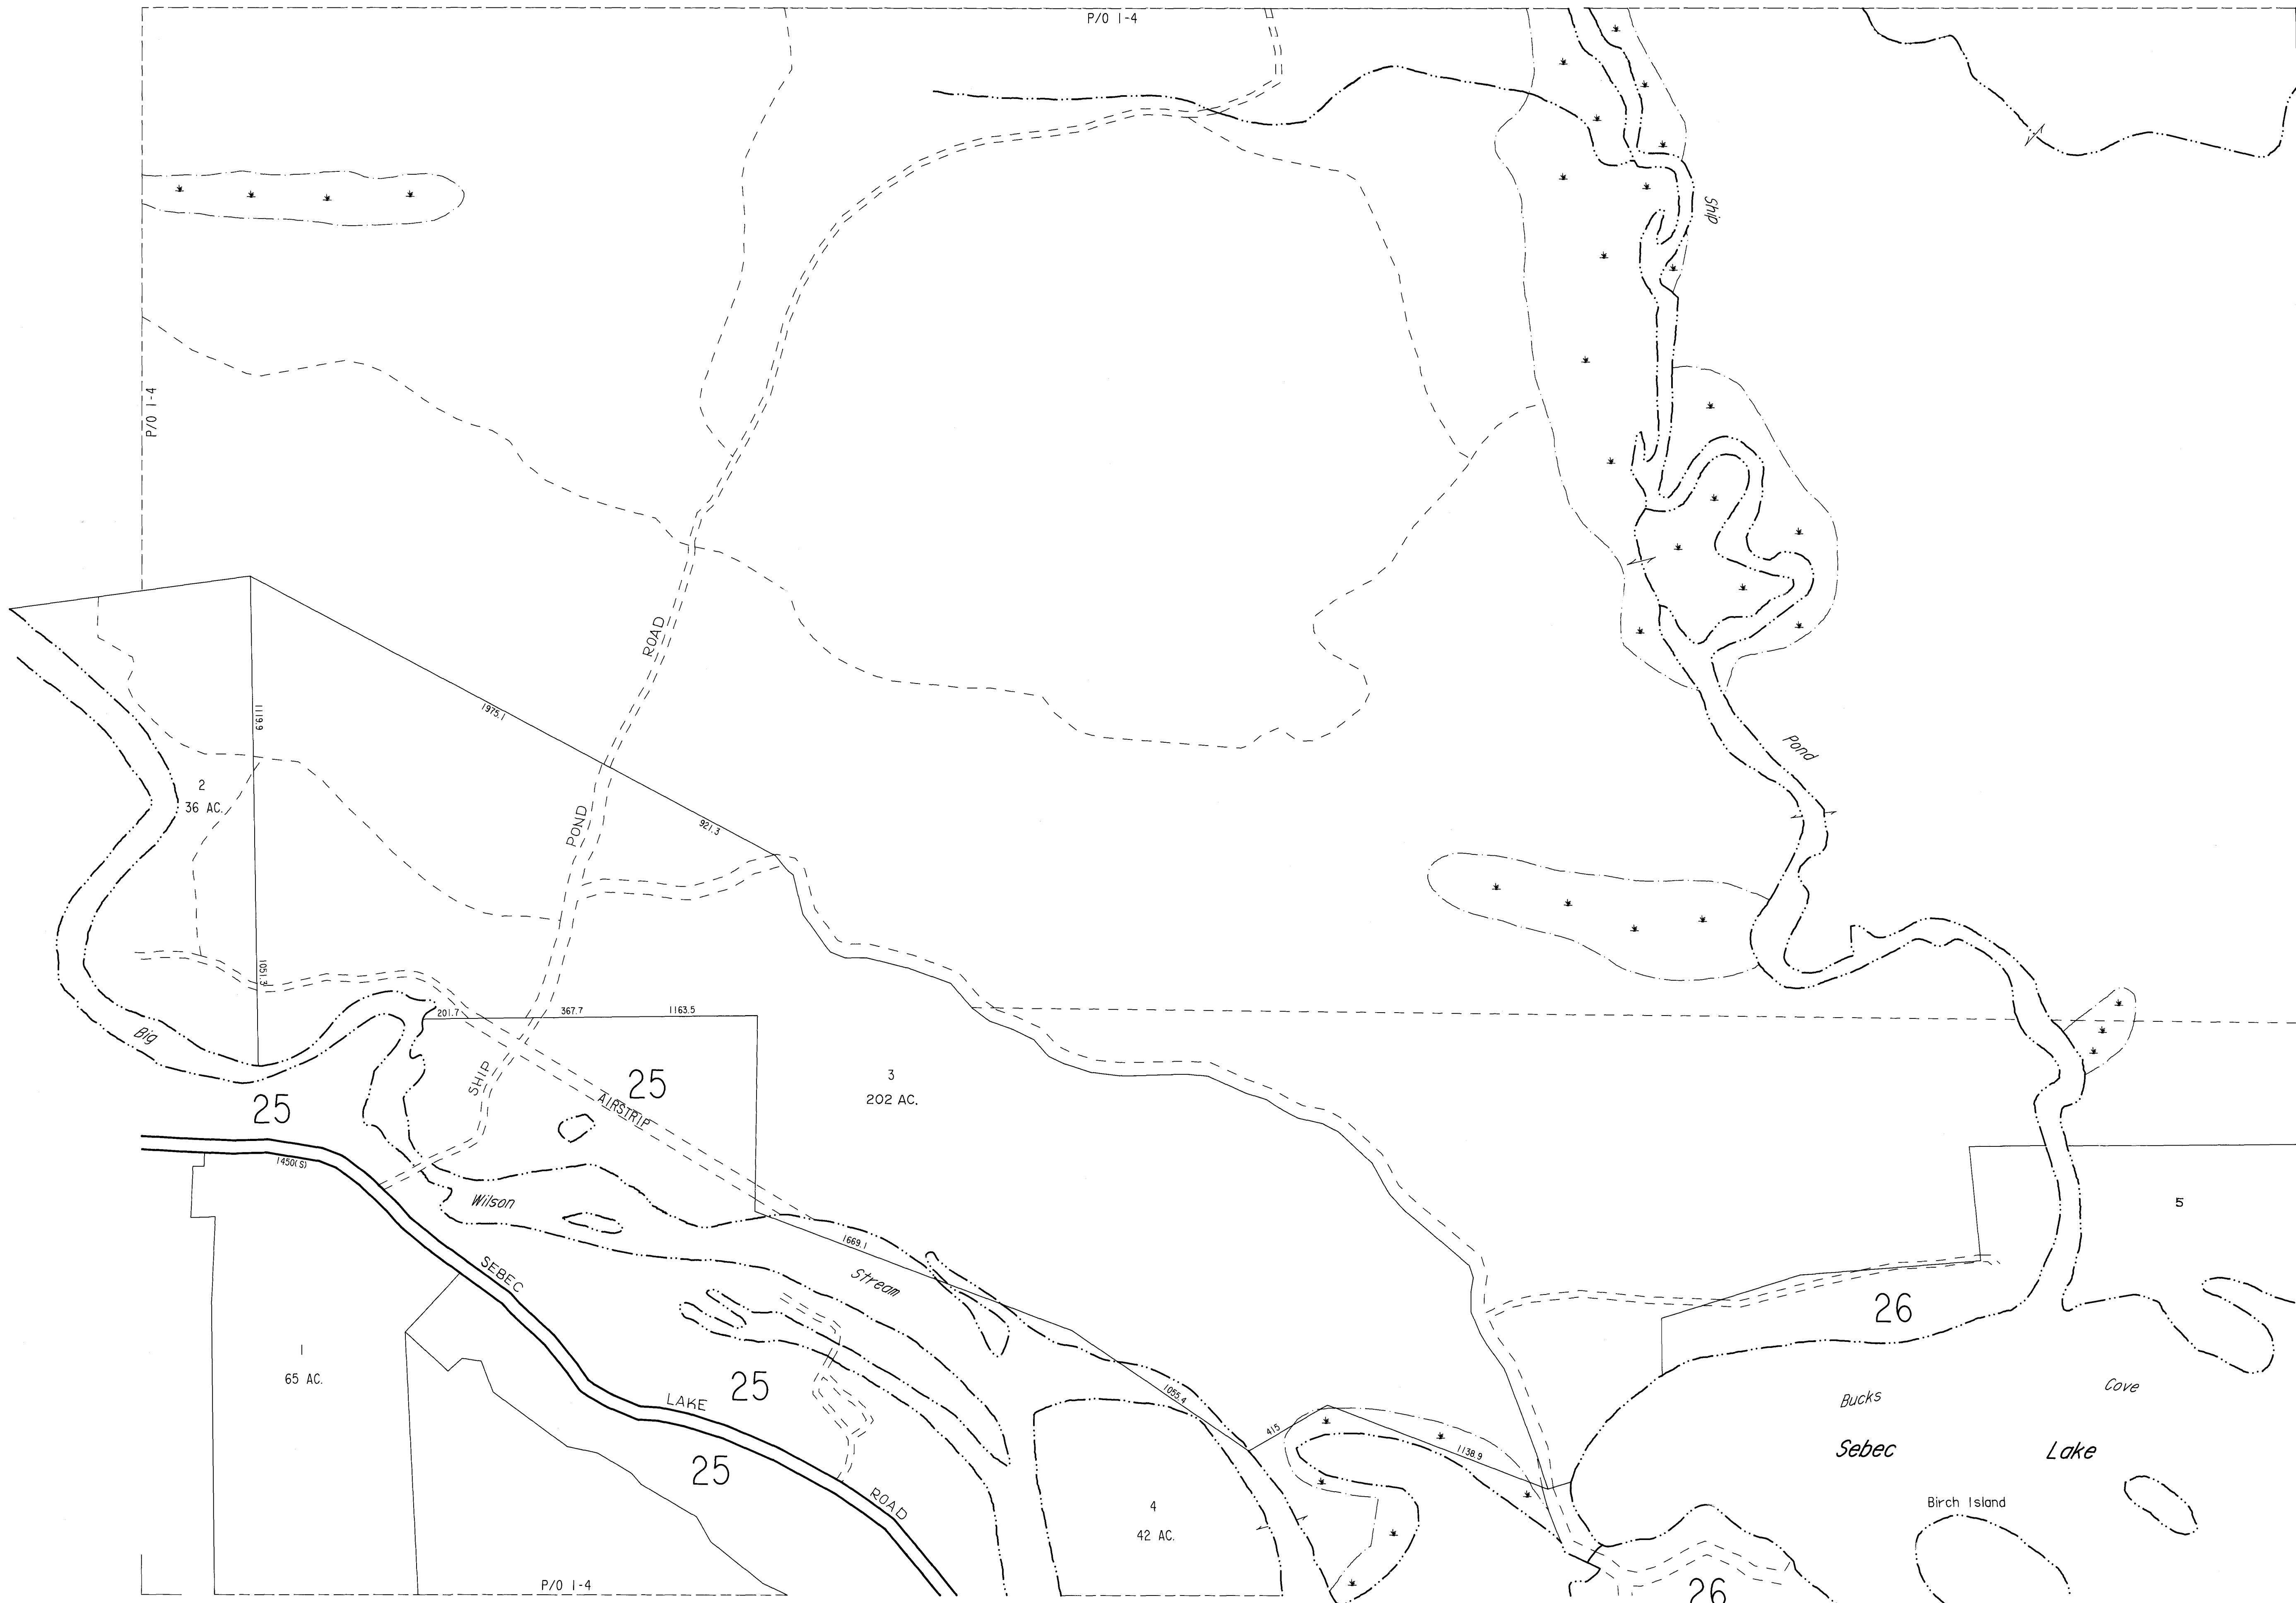 P/O 1-4
Ship
P/O 1-4
ROAD
1119.9
1975.1
Pond
2
36 AC.
POND
921.3
1051.3
201.7
367.7
1163.5
Big
SHIP
25
3
202 AC.
25
AIRSTRIP
1450(S)
Wilson
5
1669.1
SEBEC
Stream
26
1
65 AC.
25
LAKE
1055.4
Bucks
Cove
415
1138.9
Sebec
Lake
25
ROAD
4
42 AC.
Birch Island
P/O 1-4
26